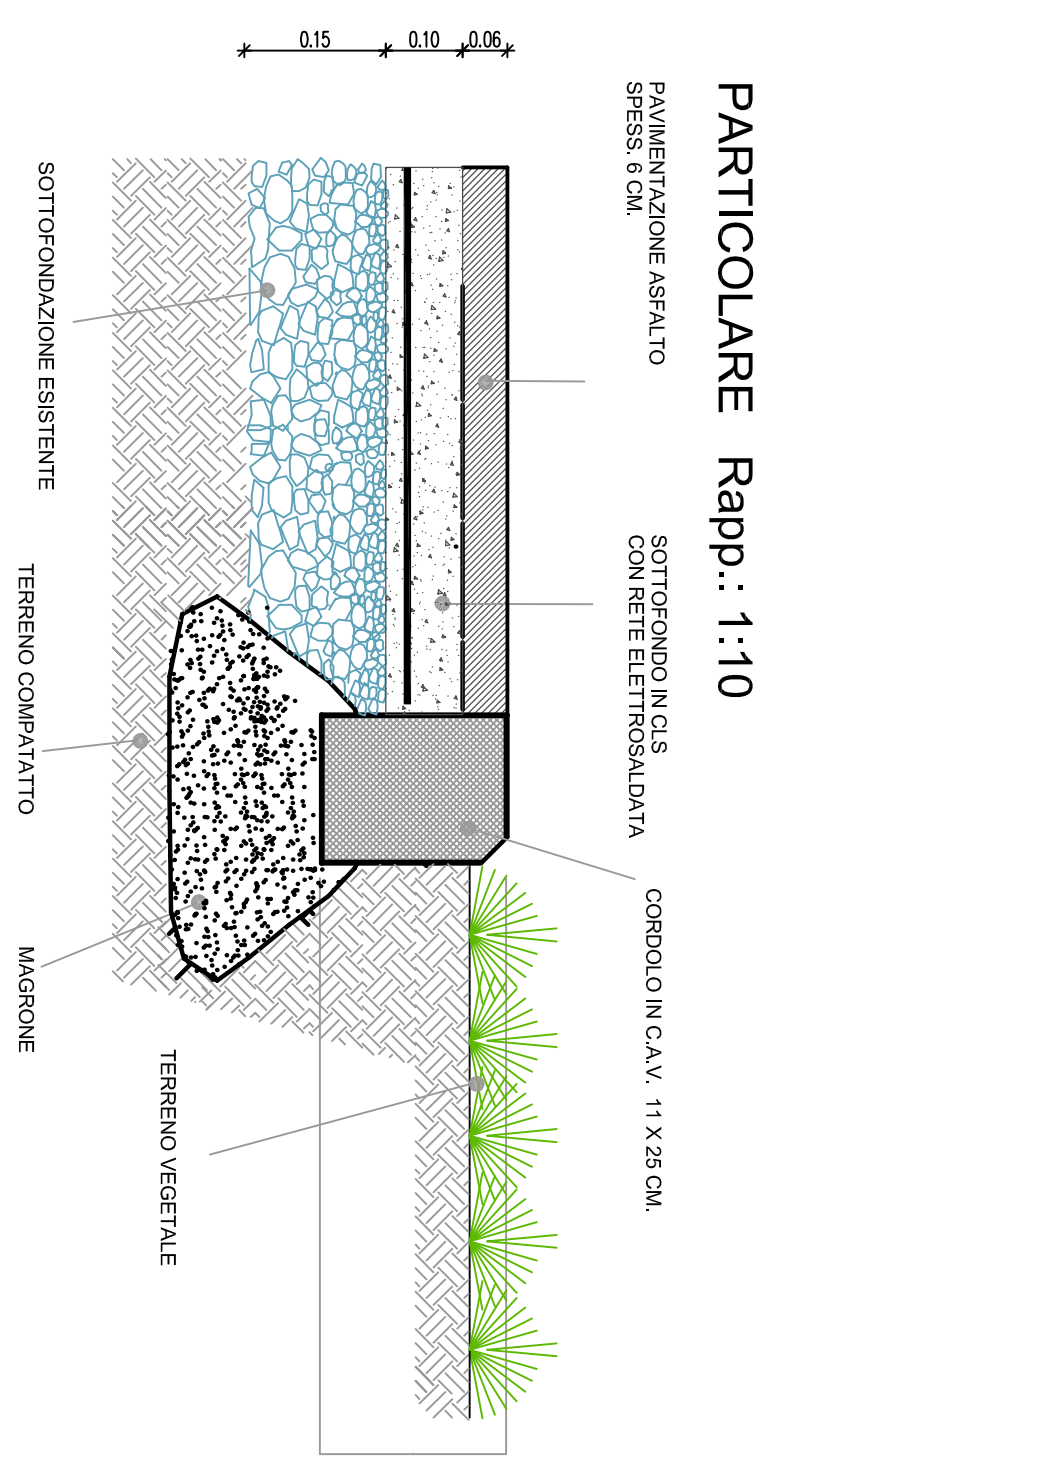 PARTICOLARE Rapp.: 1:10
PAVIMENTAZIONE ASFALTO
SPESS. 6 CM.
SOTTOFONDO IN CLS
CON RETE ELETTROSALDATA
CORDOLO IN C.A.V. 11 X 25 CM.
0.06
0.10
0.15
SOTTOFONDAZIONE ESISTENTE
TERRENO COMPATATTO
MAGRONE
TERRENO VEGETALE